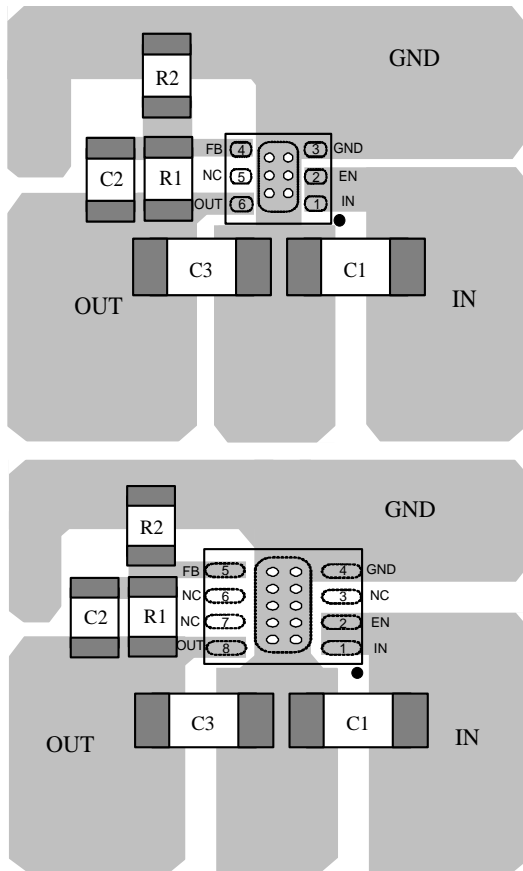 GND
R2
FB 4 3 GND
C2 R1 NC 5 2 EN
OUT 6 1 IN
C3 C1
OUT IN
GND
R2
FB 5 4 GND
NC 6 3 NC
C2 R1 NC 7 2 EN
OUT 8 1 IN
C3 C1
OUT IN